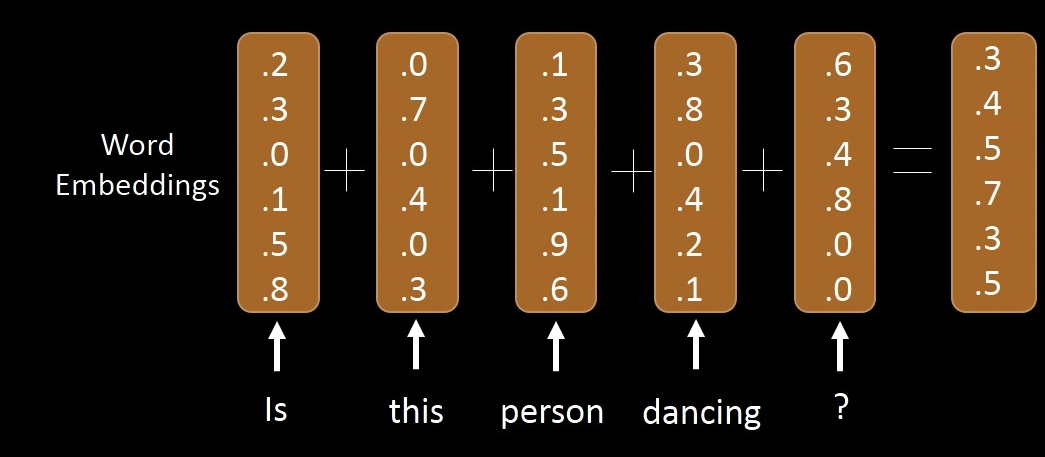 .2 .0 .1 .3 .6 .3
.3 .7 .3 .8 .3 .4
Word
Embeddings
.0 + .0 + .5 + .0 + .4 = .5
.1 .4 .1 .4 .8 .7
.5 .0 .9 .2 .0 .3
.8 .3 .6 .1 .0 .5
Is this person dancing ?